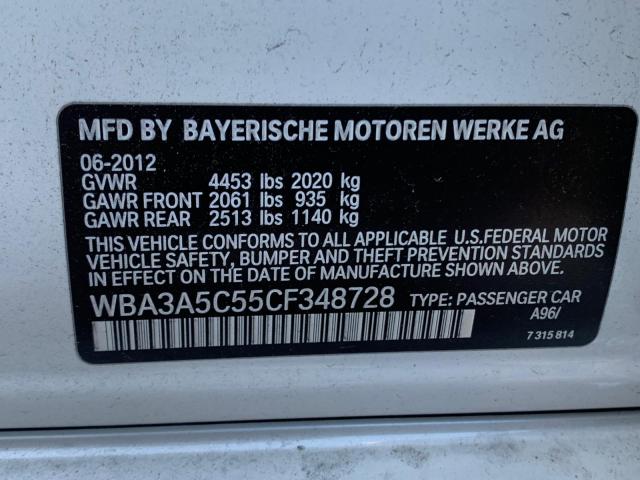 MFD BY BAYERISCHE MOTOREN WERKE AG
06-2012
GVWR 4453 lbs 2020 kg
GAWR FRONT 2061 lbs 935 kg
GAWR REAR 2513 lbs 1140 kg
THIS VEHICLE CONFORMS TO ALL APPLICABLE U.S.FEDERAL MOTOR
VEHICLE SAFETY, BUMPER AND THEFT PREVENTION STANDARDS
IN EFFECT ON THE DATE OF MANUFACTURE SHOWN ABOVE.
WBA3A5C55CF348728 TYPE: PASSENGER CAR
A96/
7 315 814